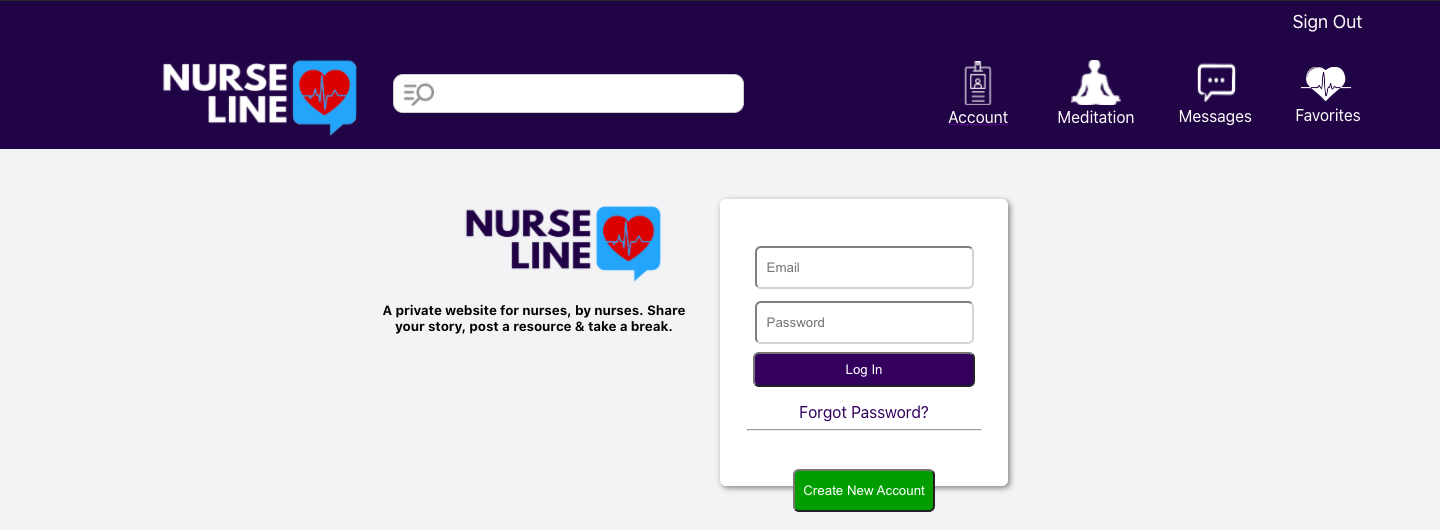 Sign Out
NURSE
LINE
Account
Meditation
Messages
Favorites
NURSE
LINE
A private website for nurses, by nurses. Share
your story, post a resource & take a break.
Email
Password
Log In
Forgot Password?
Create New Account